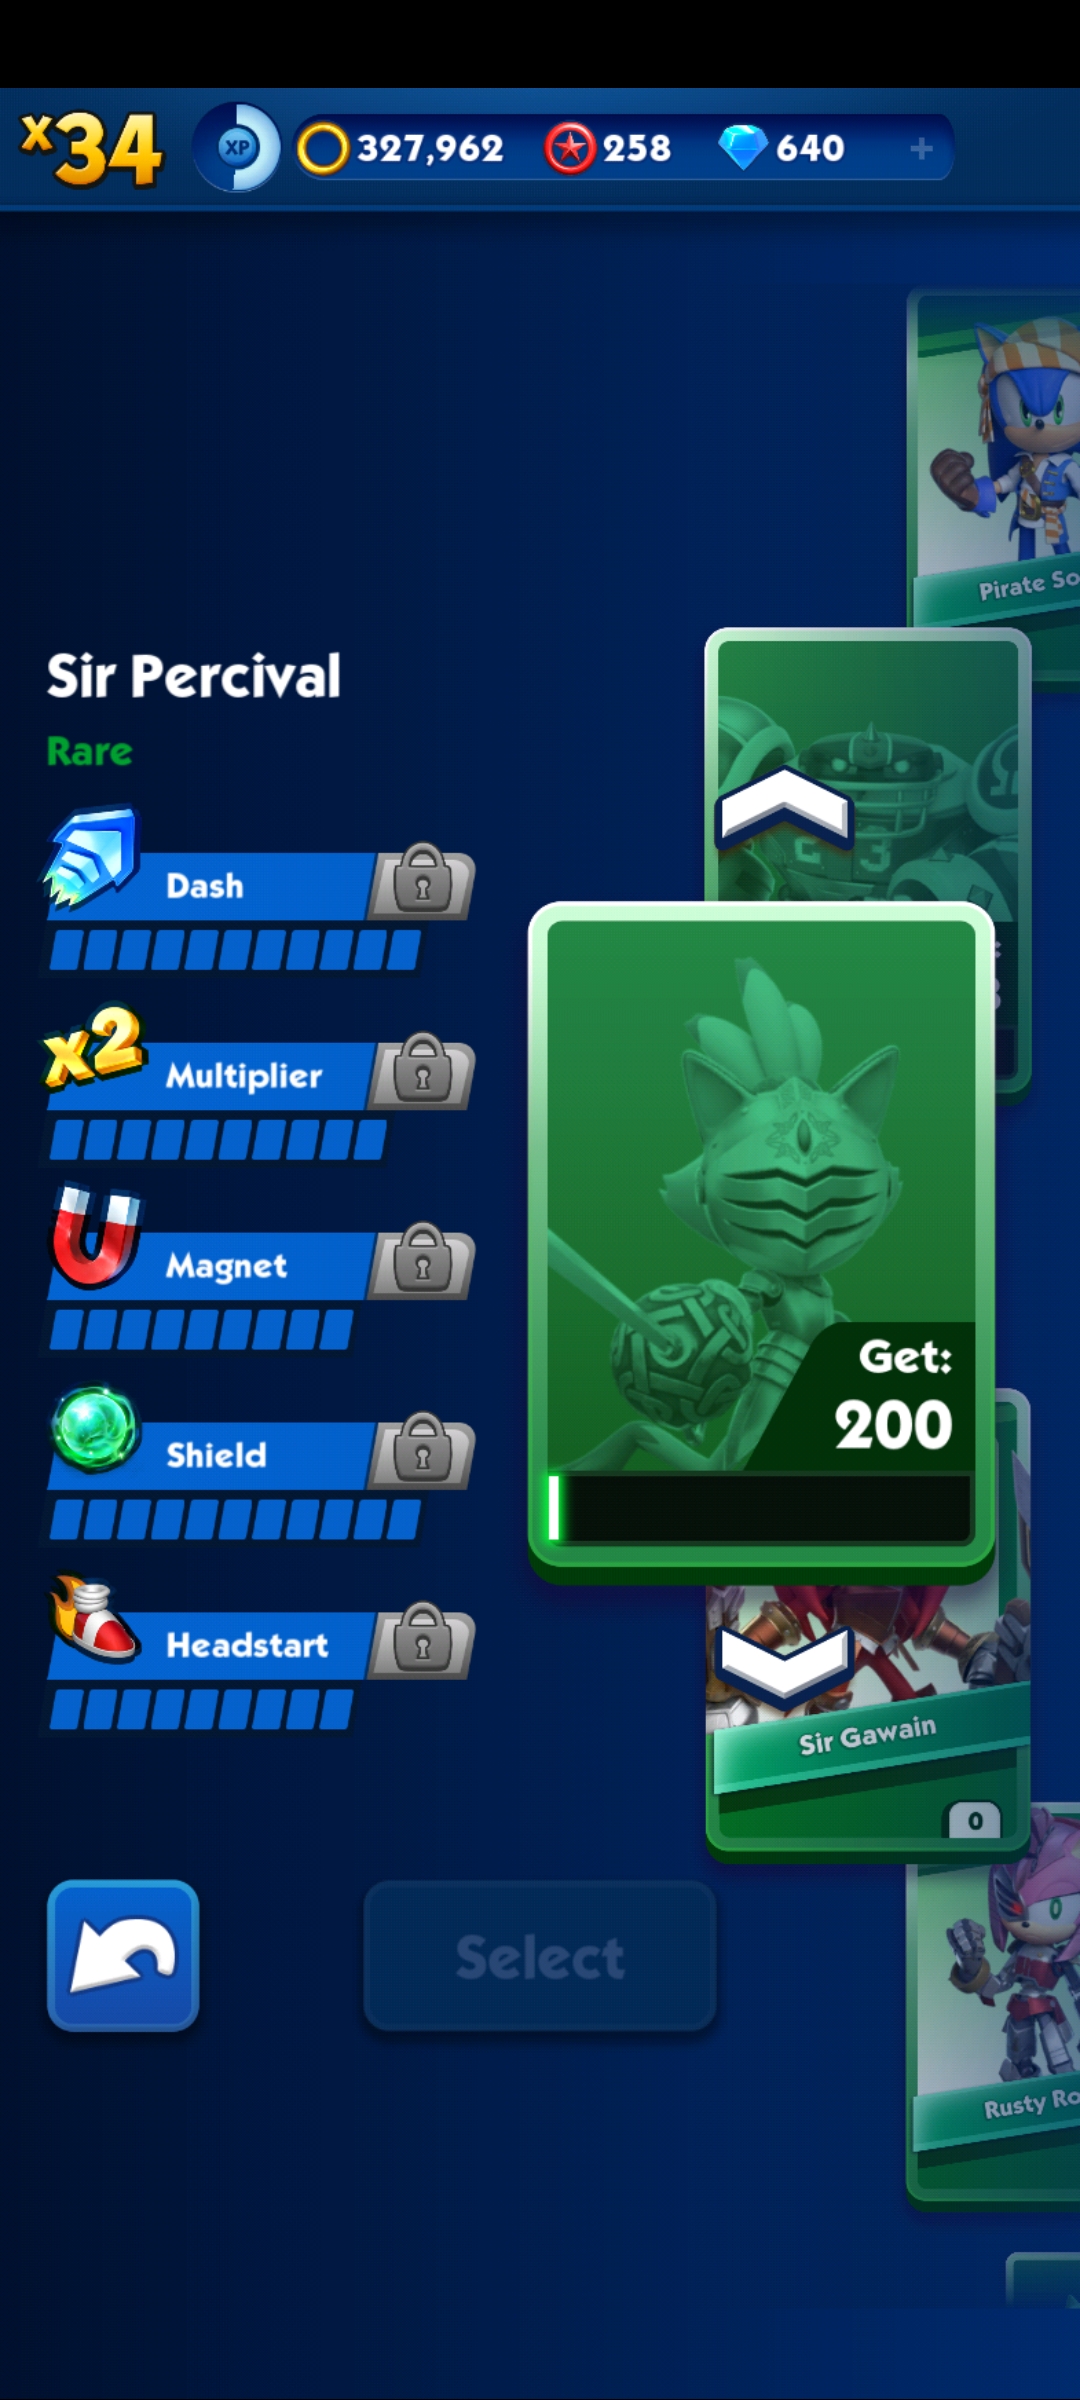 x34 XP 327,962 258 640 +
Pirate So
Sir Percival
Rare
Dash
x2
Multiplier
Magnet
Shield
Headstart
Get:
200
Sir Gawain
0
Select
Rusty Ro